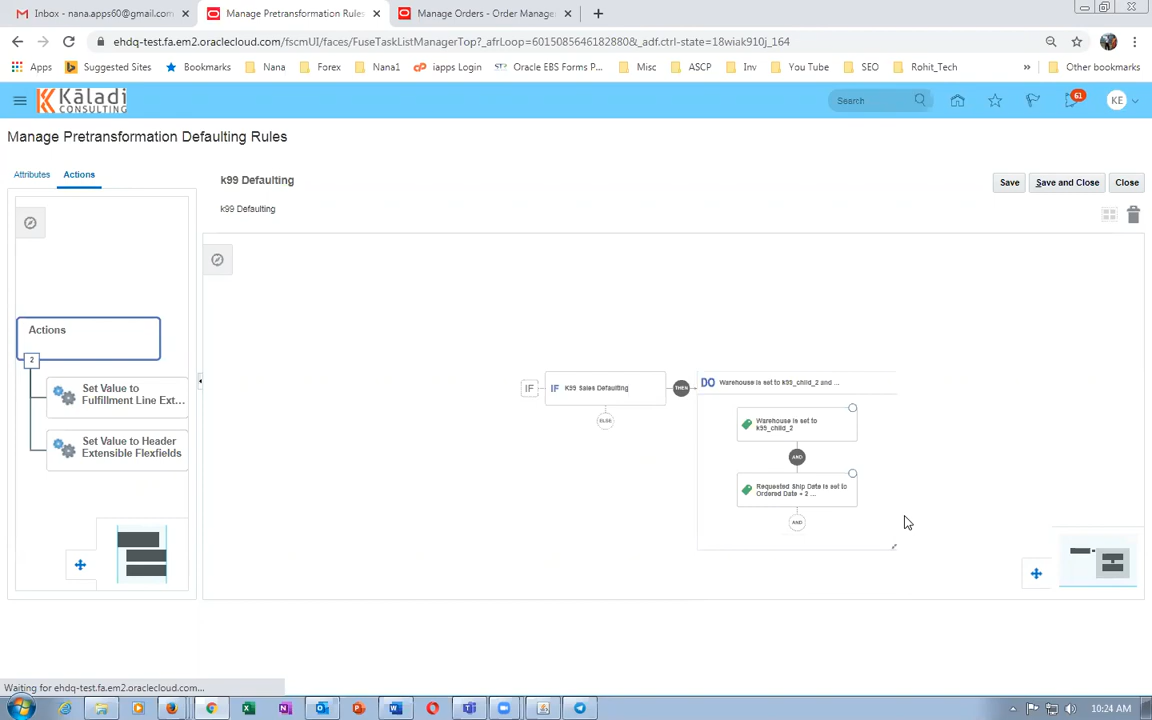 Inbox - nana.apps60@gmail.com
Manage Pretransformation Rules
Manage Orders - Order Manage
ehdq-test.fa.em2.oraclecloud.com/fscmUI/faces/FuseTaskListManagerTop?_afrLoop=6015085646182880&_adf.ctrl-state=18wiak910j_164
Apps
Suggested Sites
Bookmarks
Nana
Forex
Nana1
iapps Login
Oracle EBS Forms P...
Misc
ASCP
Inv
You Tube
SEO
Rohit_Tech
»
Other bookmarks
Kāladi
CONSULTING
Search
61
KE
Manage Pretransformation Defaulting Rules
Attributes
Actions
k99 Defaulting
Save
Save and Close
Close
k99 Defaulting
Actions
2
Set Value to
Fulfillment Line Ext...
Set Value to Header
Extensible Flexfields
IF
IF K99 Sales Defaulting
THEN
ELSE
DO Warehouse is set to k99_child_2 and ...
Warehouse is set to
k99_child_2
AND
Requested Ship Date is set to
Ordered Date + 2 ...
AND
Waiting for ehdq-test.fa.em2.oraclecloud.com...
10:24 AM